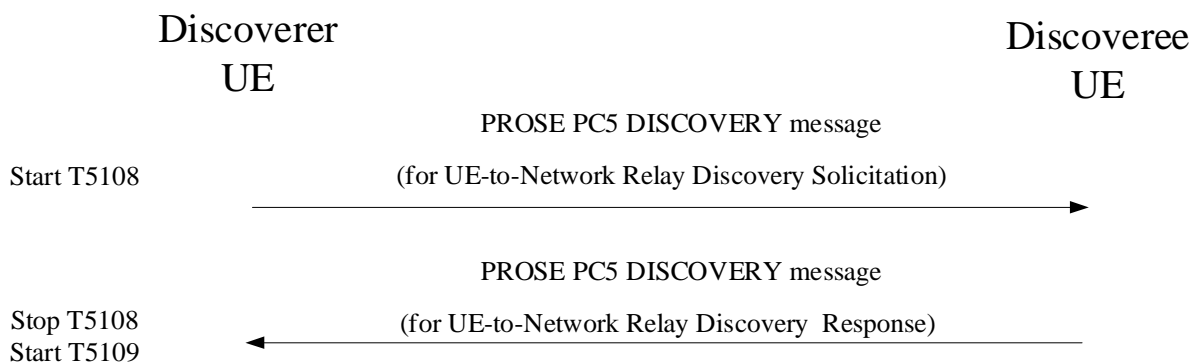 Discoverer
UE
Discoveree
UE
PROSE PC5 DISCOVERY message
Start T5108
(for UE-to-Network Relay Discovery Solicitation)
PROSE PC5 DISCOVERY message
Stop T5108
(for UE-to-Network Relay Discovery  Response)
Start T5109